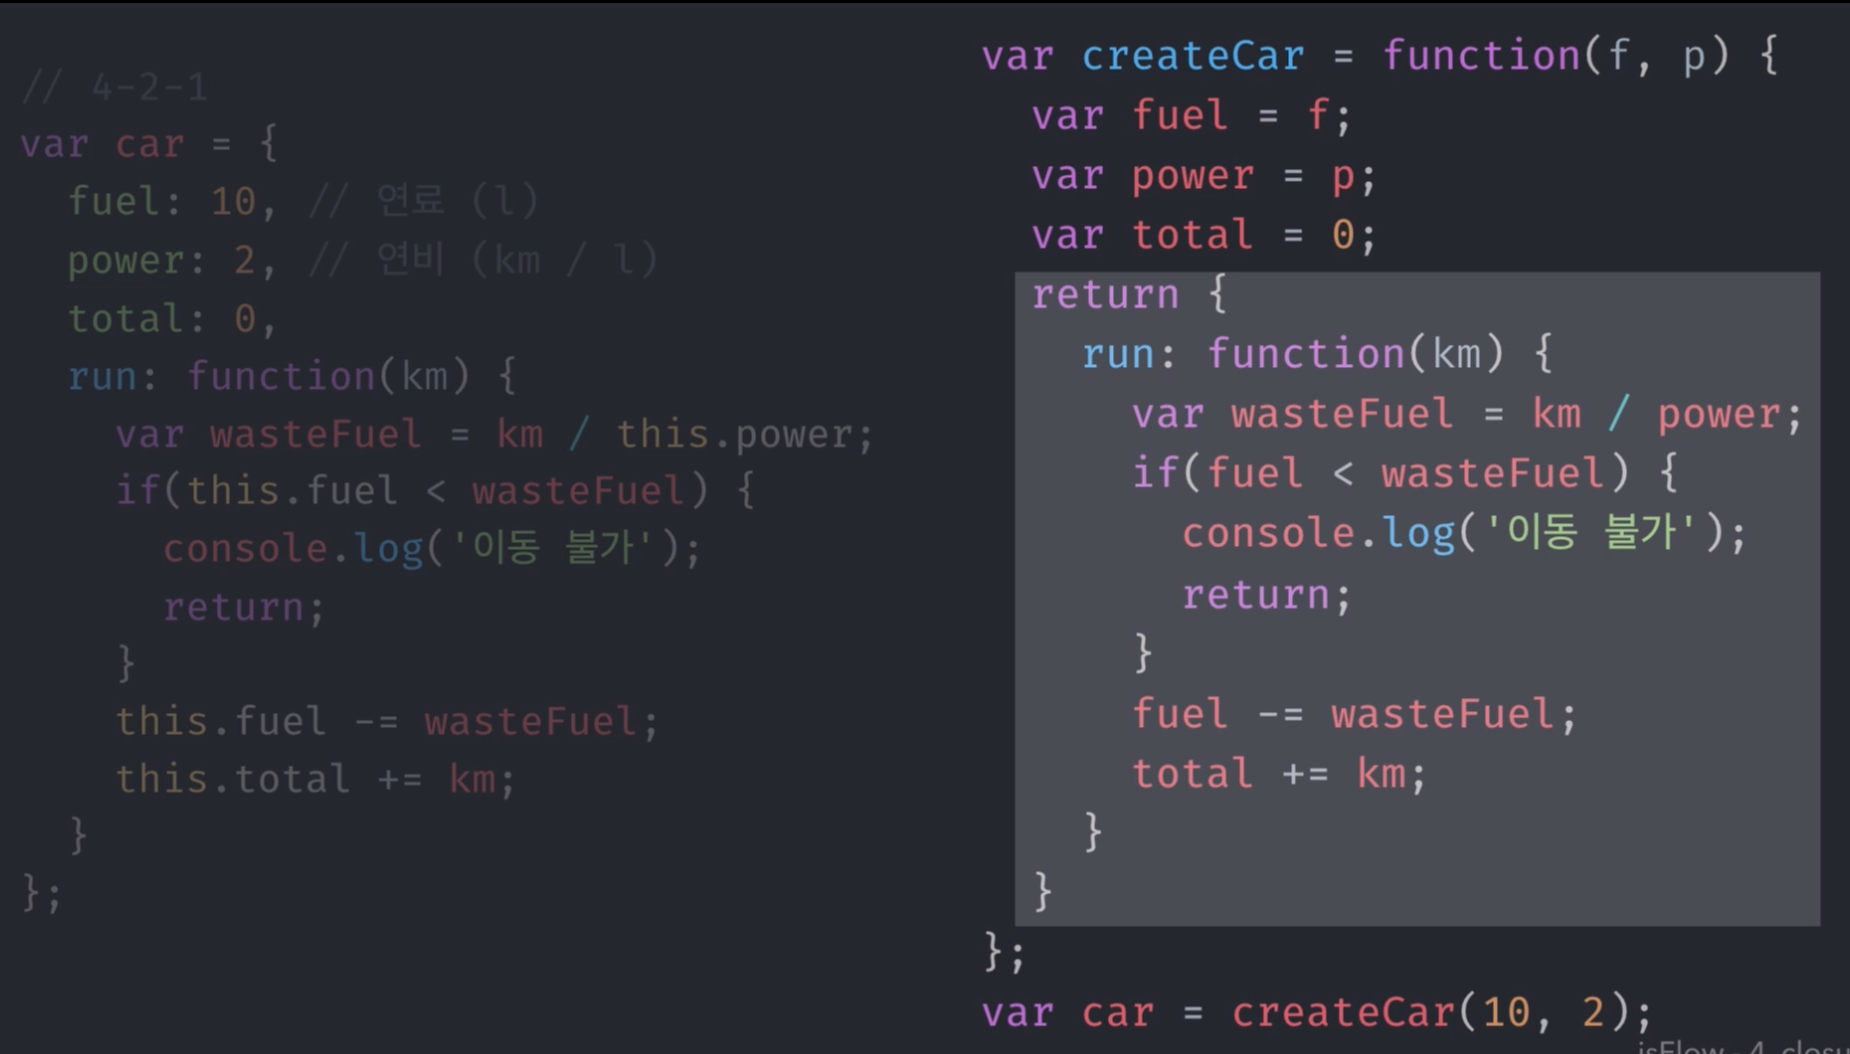 // 4-2-1
var car = {
fuel: 10, // 연료 (l)
power: 2, // 연비 (km / l)
total: 0,
run: function(km) {
var wasteFuel = km / this.power;
if(this.fuel < wasteFuel) {
console.log('이동 불가');
return;
}
this.fuel -= wasteFuel;
this.total += km;
}
};
var createCar = function(f, p) {
var fuel = f;
var power = p;
var total = 0;
return {
run: function(km) {
var wasteFuel = km / power;
if(fuel < wasteFuel) {
console.log('이동 불가');
return;
}
fuel -= wasteFuel;
total += km;
}
}
};
var car = createCar(10, 2);